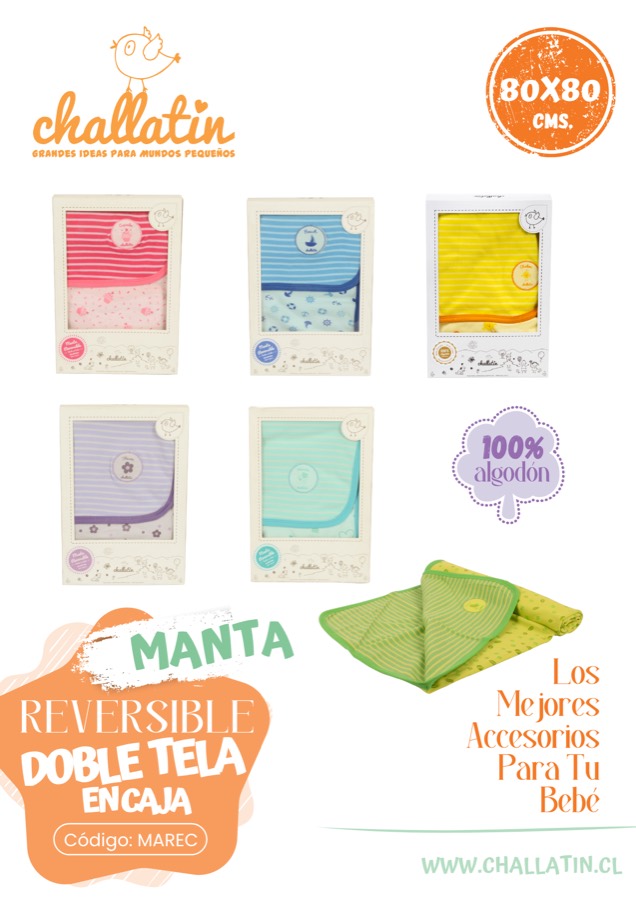 challatin
GRANDES IDEAS PARA MUNDOS PEQUEÑOS
80X80
CMS.
100%
algodón
MANTA
REVERSIBLE
DOBLE TELA
EN CAJA
Código: MAREC
Los
Mejores
Accesorios
Para Tu
Bebé
WWW.CHALLATIN.CL